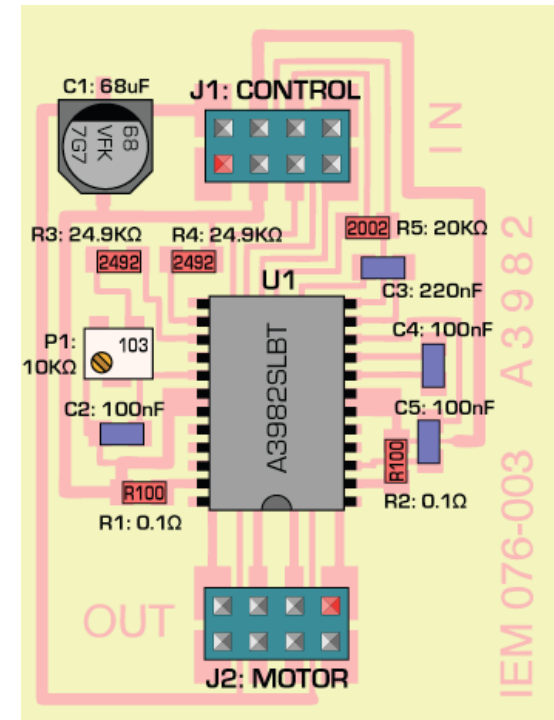 C1: 68uF
68
VFK
7G7
J1: CONTROL
IN
R3: 24.9KΩ
2492
R4: 24.9KΩ
2492
2002
R5: 20KΩ
C3: 220nF
U1
A3982SLBT
P1:
10KΩ
103
C4: 100nF
C2: 100nF
C5: 100nF
R100
R1: 0.1Ω
R100
R2: 0.1Ω
A3982
IEM 076-003
OUT
J2: MOTOR